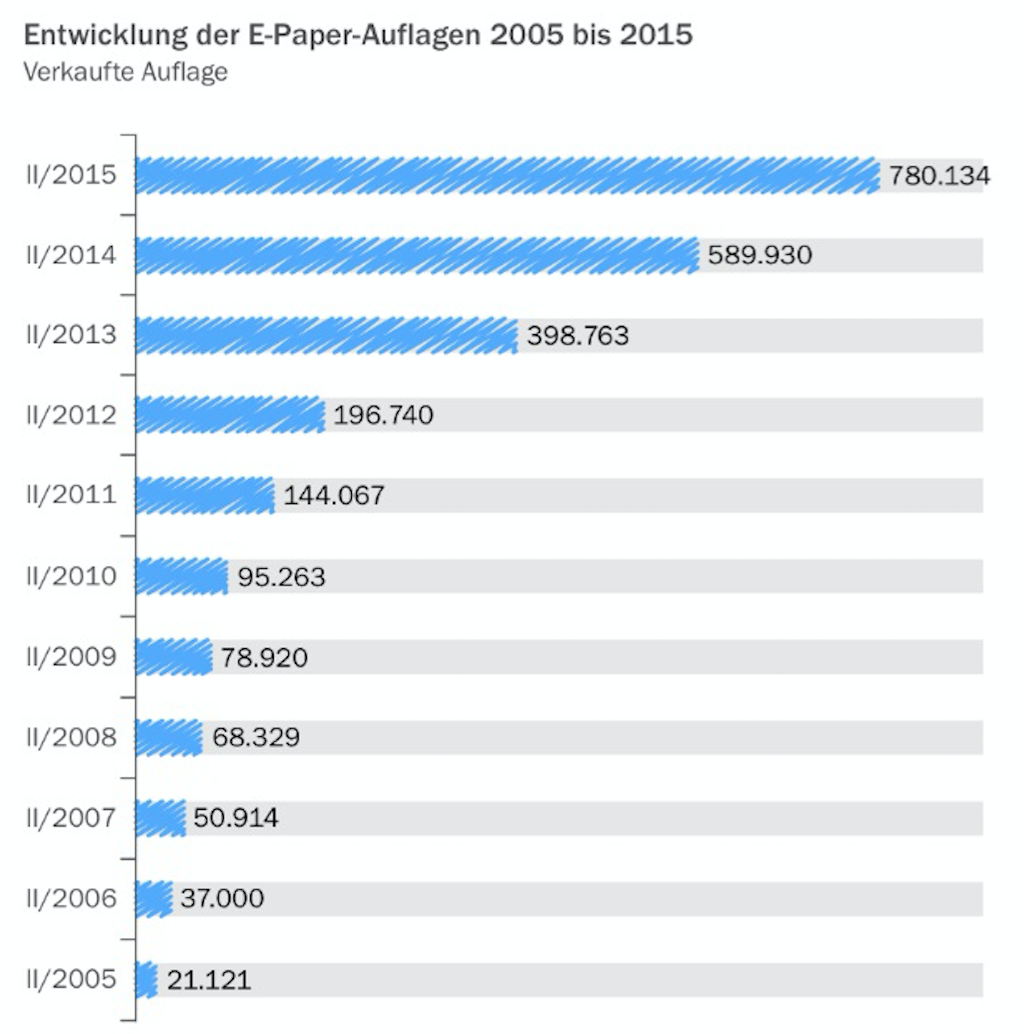 Entwicklung der E-Paper-Auflagen 2005 bis 2015
Verkaufte Auflage
II/2015 780.134
II/2014 589.930
II/2013 398.763
II/2012 196.740
II/2011 144.067
II/2010 95.263
II/2009 78.920
II/2008 68.329
II/2007 50.914
II/2006 37.000
II/2005 21.121